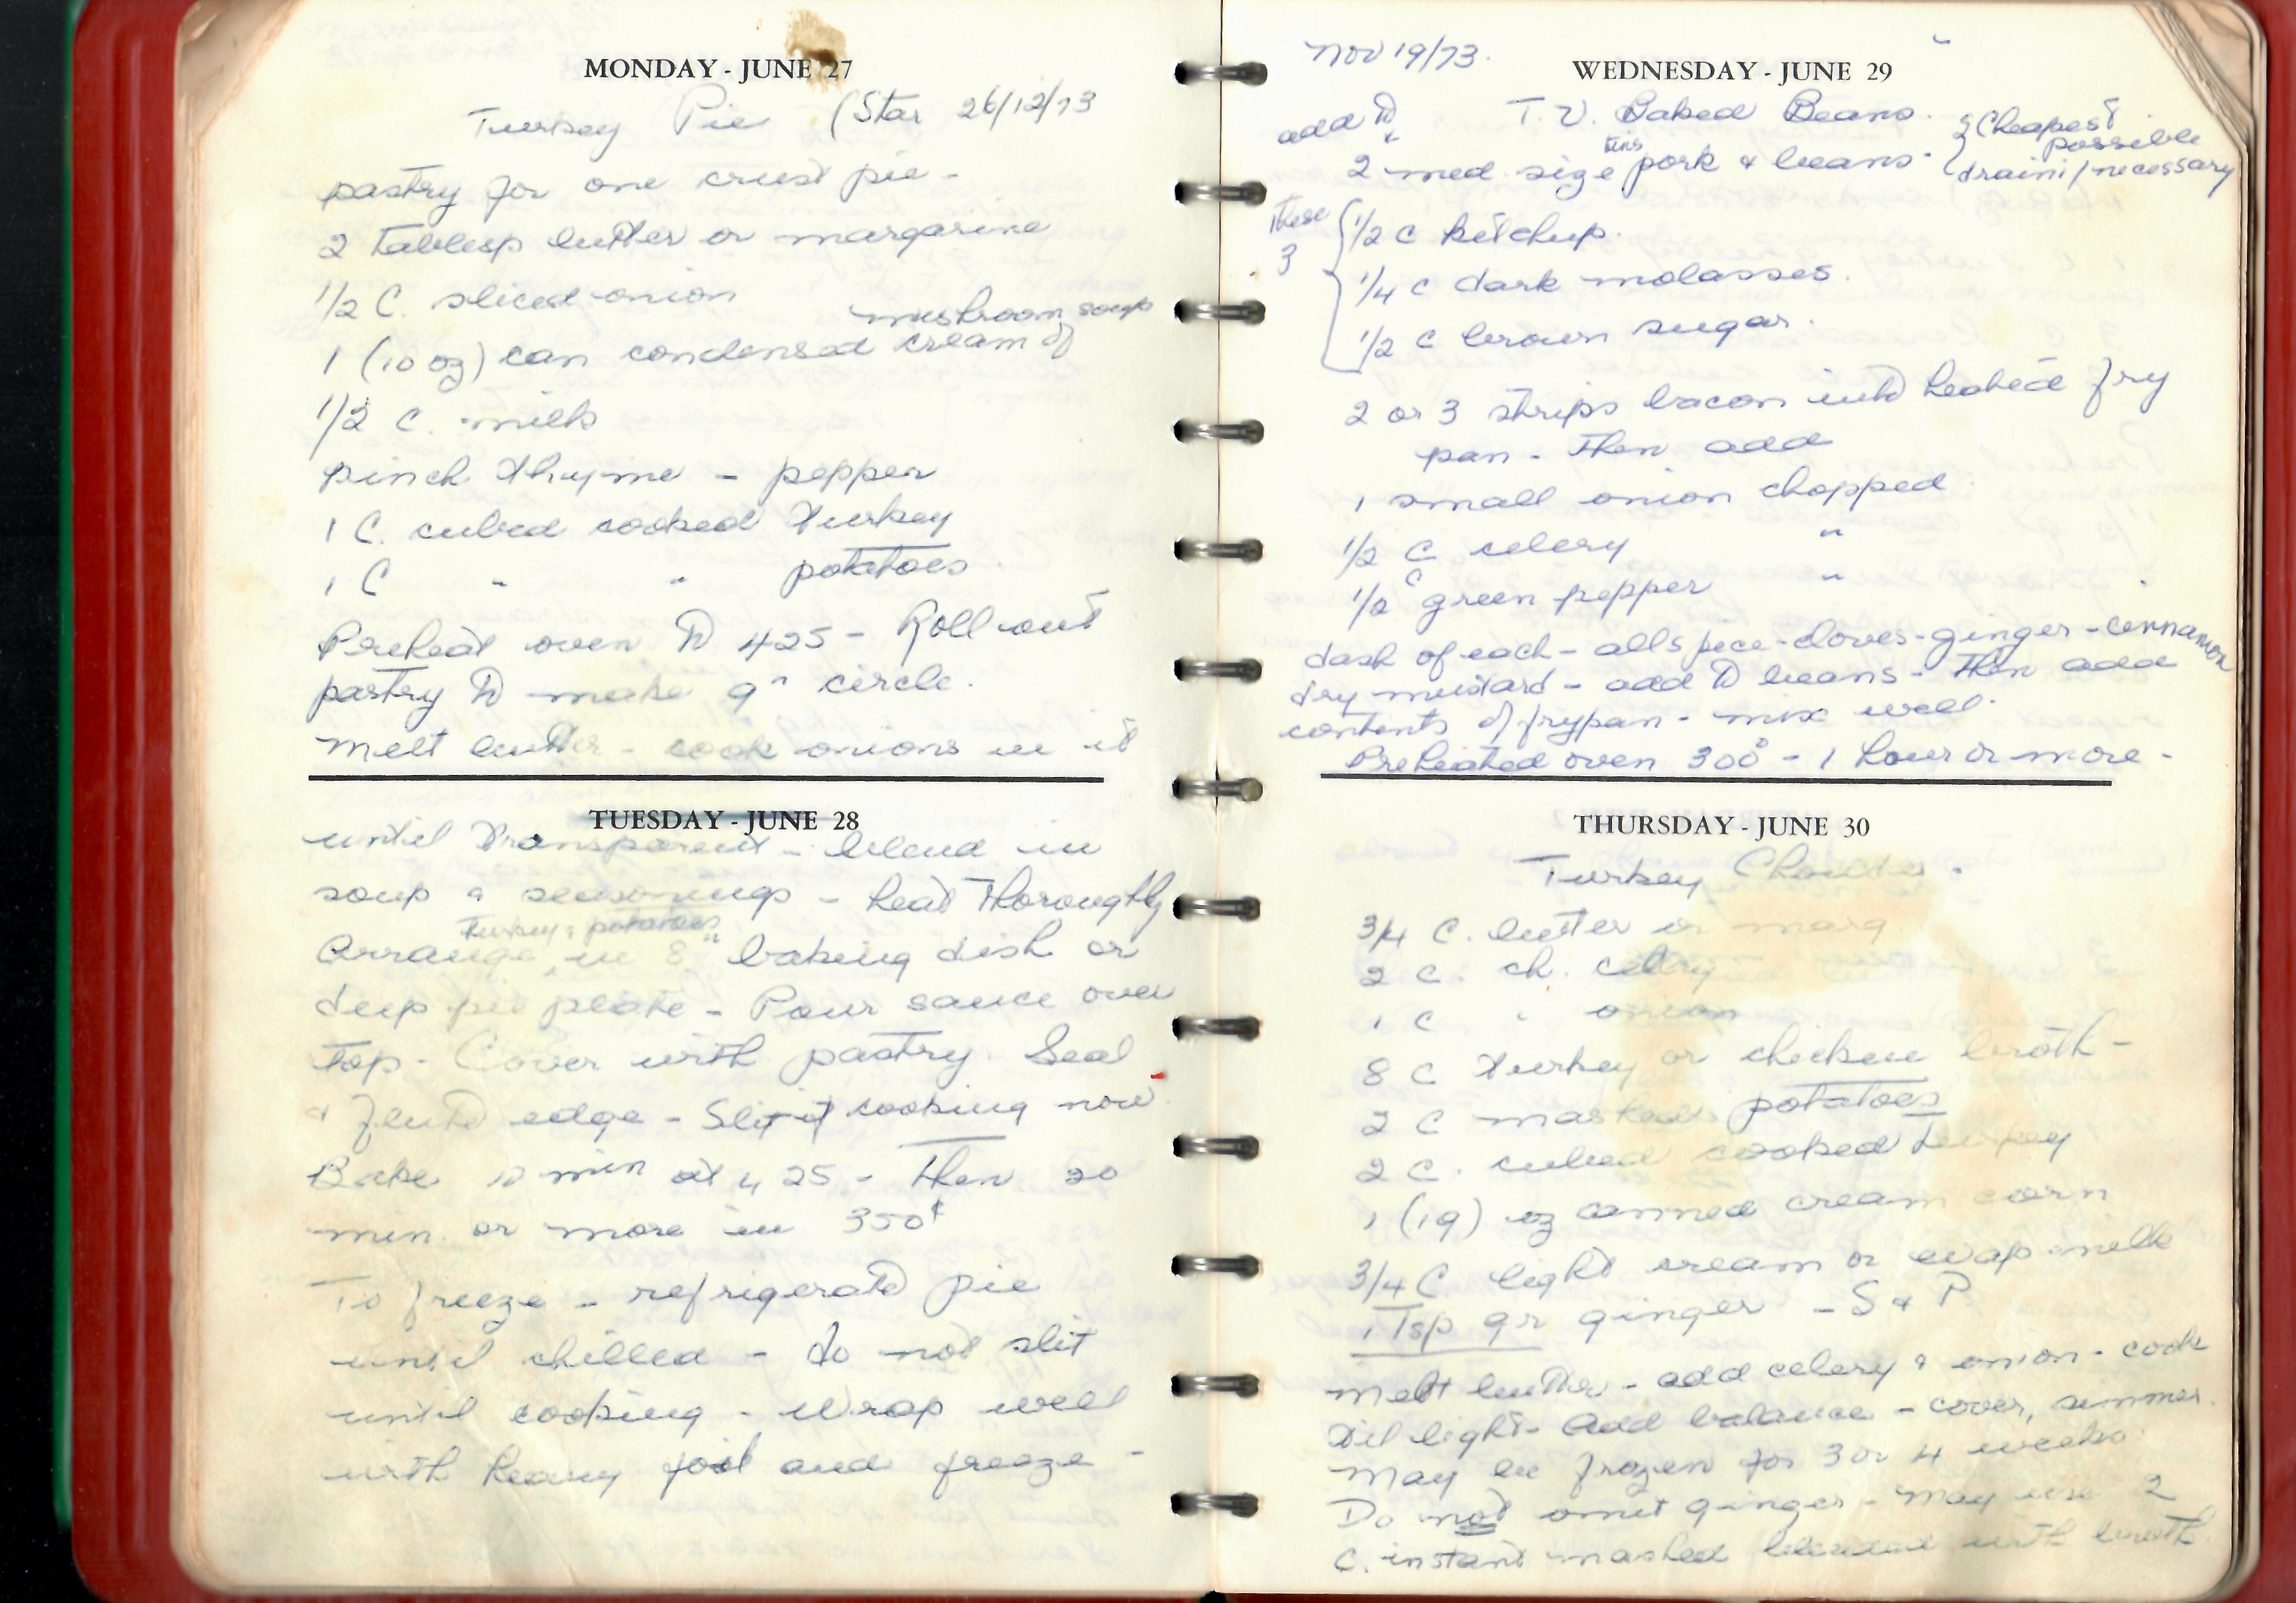 MONDAY - JUNE 27
Turkey Pie (Star 26/12/73
pastry for one crust pie -
2 Tablesp butter or margarine
1/2 C. sliced onion
mushroom soup
1 (10 oz) can condensed cream of
1/2 C. milk
pinch thyme - pepper
1 C. cubed cooked Turkey
1 C " " potatoes
Preheat oven to 425 - Roll out
pastry to make 9" circle.
Melt butter - cook onions in it
TUESDAY - JUNE 28
until transparent - blend in
soup & seasonings - heat thoroughly
Turkey & potatoes
Arrange in 8" baking dish or
deep pie plate - Pour sauce over
top - Cover with pastry. Seal
& flute edge - Slit if cooking now
Bake 10 min at 425 - then 20
min. or more in 350°
To freeze - refrigerate pie
until chilled - do not slit
until cooking - Wrap well
with heavy foil and freeze -
Nov 19/73.
WEDNESDAY - JUNE 29
T.V. Baked Beans.
add to
{ Cheapest
possible
drain / necessary
tins
2 med size pork & beans.
these
3
1/2 c ketchup.
1/4 c dark molasses.
1/2 c brown sugar.
2 or 3 strips bacon into heated fry
pan - then add
1 small onion chopped
1/2 C celery "
1/2 C green pepper "
dash of each - allspice - cloves - ginger - cinnamon
dry mustard - add to beans - then add
contents of frypan - mix well.
Preheated oven 300° - 1 hour or more -
THURSDAY - JUNE 30
Turkey Chowder.
3/4 C. butter or marg
2 C. ch. celery
1 C " onion
8 C Turkey or chicken broth -
2 C mashed potatoes
2 C. cubed cooked turkey
1 (19) oz canned cream corn
3/4 C. light cream or evap milk
1 Tsp gr ginger - S & P.
Melt butter - add celery & onion - cook
til light - Add balance - cover, simmer.
May be frozen for 3 or 4 weeks
Do not omit ginger - May use 2
C. instant mashed blended with broth